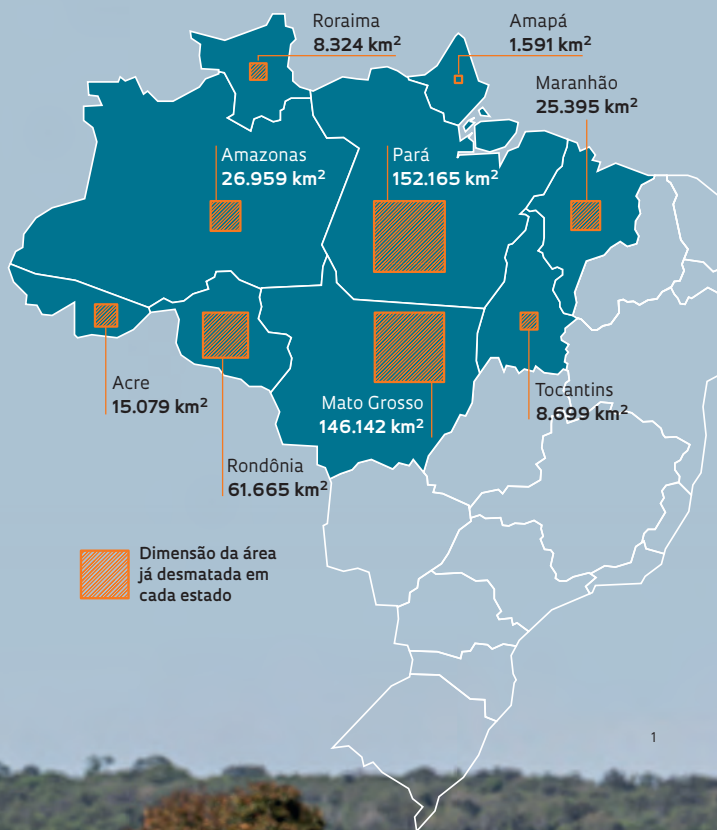 Roraima
8.324 km²
Amapá
1.591 km²
Maranhão
25.395 km²
Amazonas
26.959 km²
Pará
152.165 km²
Acre
15.079 km²
Rondônia
61.665 km²
Mato Grosso
146.142 km²
Tocantins
8.699 km²
Dimensão da área
já desmatada em
cada estado
1